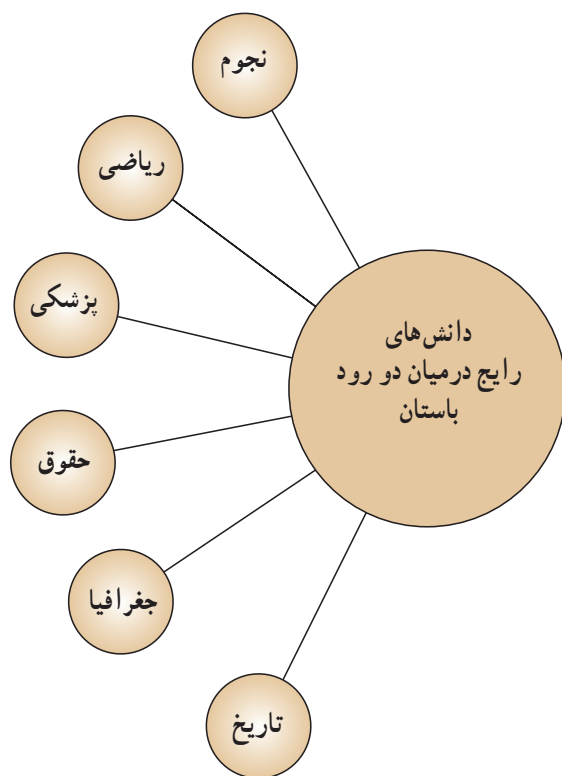 نجوم
ریاضی
پزشکی
حقوق
جغرافیا
تاریخ
دانش‌های
رایج درمیان دو رود
باستان